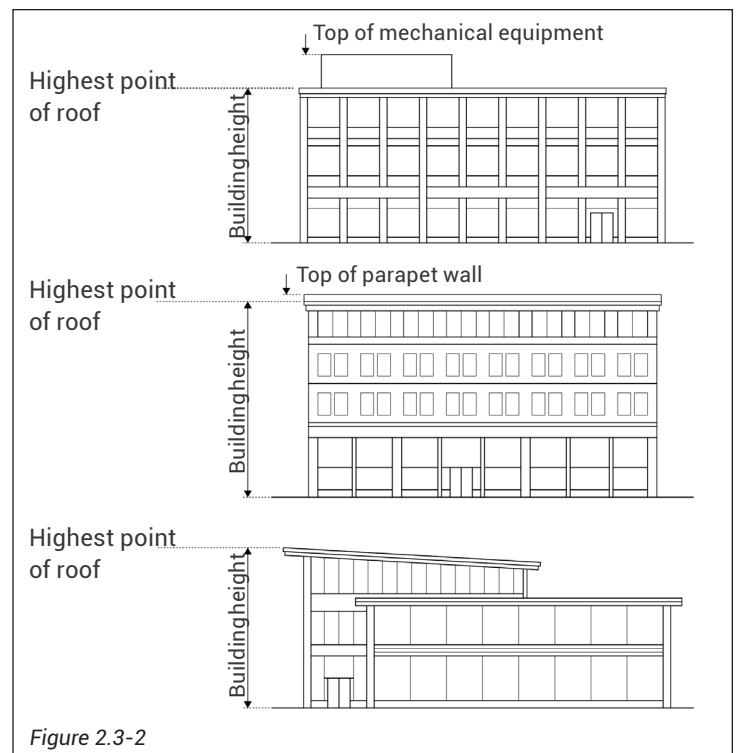 Top of mechanical equipment
Highest point
of roof
Buildingheight
Top of parapet wall
Highest point
of roof
Buildingheight
Highest point
of roof
Buildingheight
Figure 2.3-2